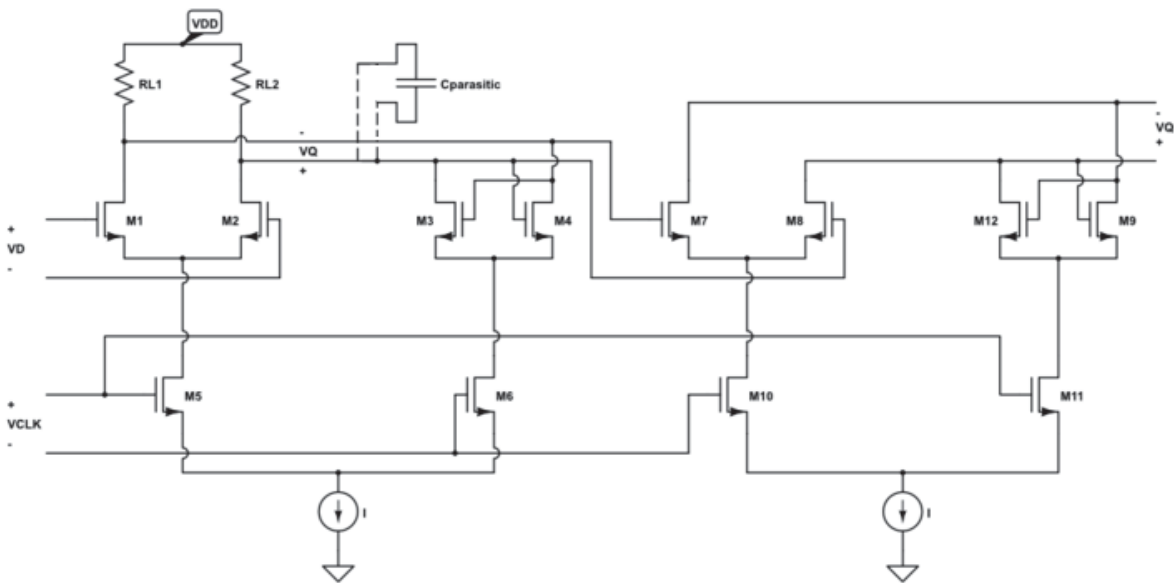 VDD
RL1
RL2
Cparasitic
-
VQ
+
-
VQ
+
M1
M2
M3
M4
M7
M8
M12
M9
+
VD
-
M5
M6
M10
M11
+
VCLK
-
I
I